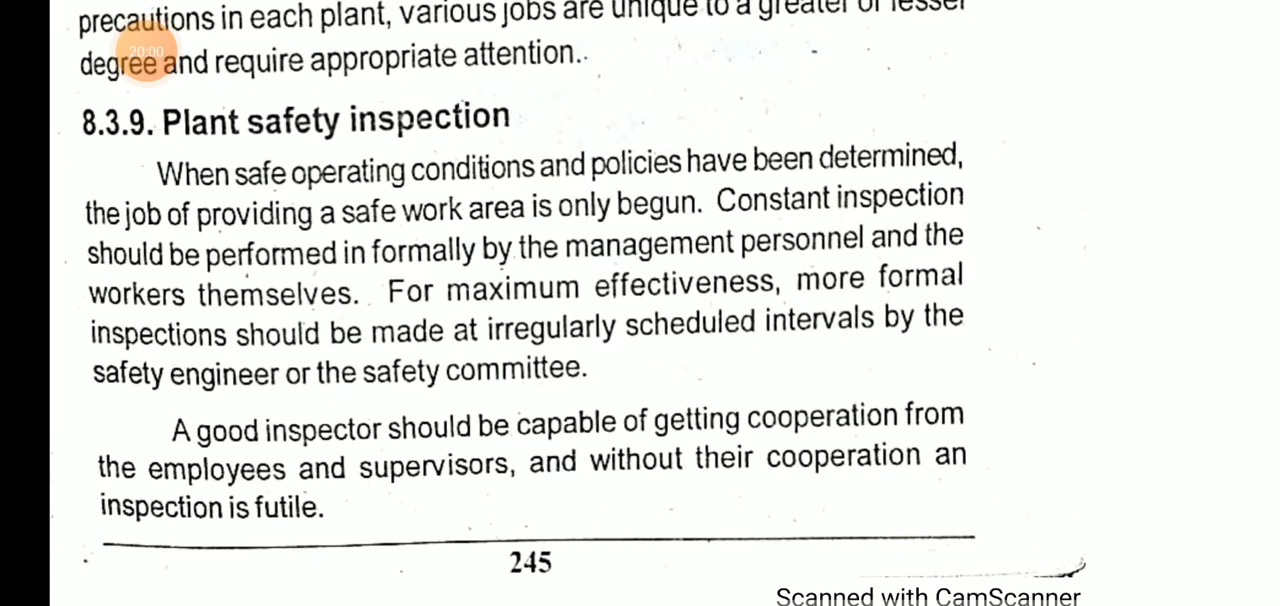 precautions in each plant, various jobs are unique to a greater or lesser
degree and require appropriate attention.
20:00
8.3.9. Plant safety inspection
When safe operating conditions and policies have been determined,
the job of providing a safe work area is only begun. Constant inspection
should be performed in formally by the management personnel and the
workers themselves. For maximum effectiveness, more formal
inspections should be made at irregularly scheduled intervals by the
safety engineer or the safety committee.
A good inspector should be capable of getting cooperation from
the employees and supervisors, and without their cooperation an
inspection is futile.
245
Scanned with CamScanner